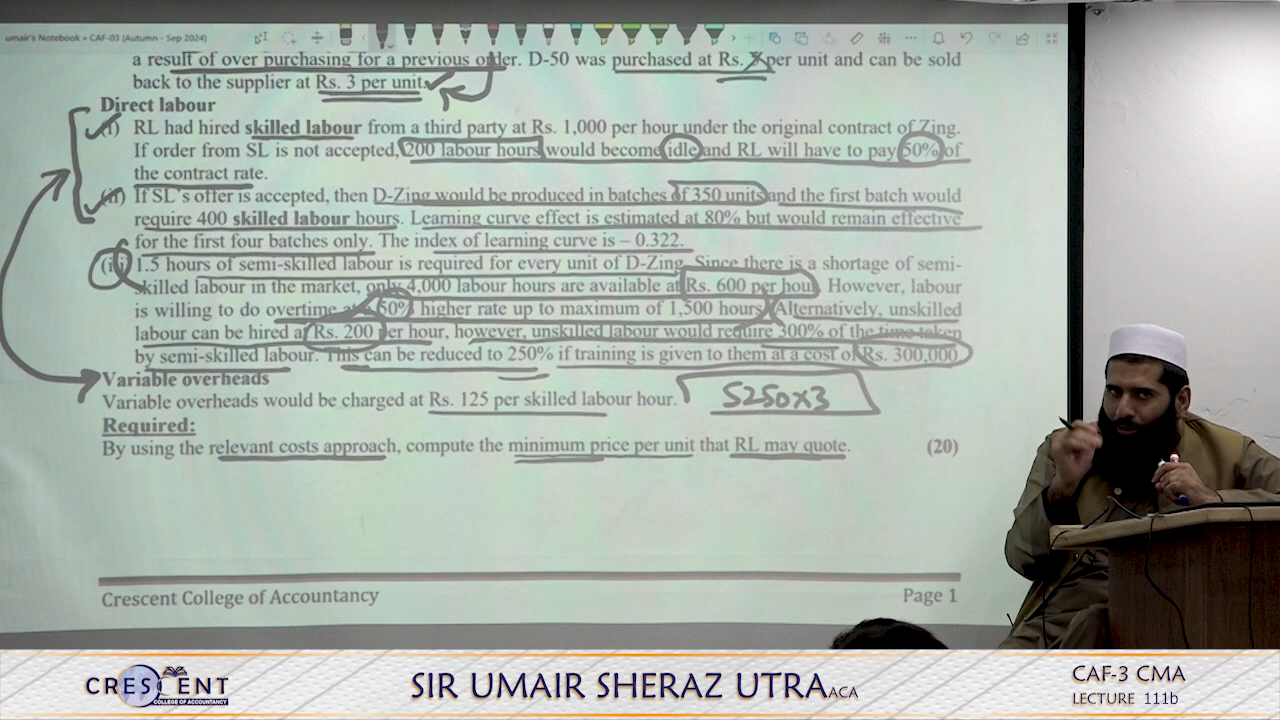 umair's Notebook • CAF-03 (Autumn - Sep 2024)
a result of over purchasing for a previous order. D-50 was purchased at Rs. per unit and can be sold
back to the supplier at Rs. 3 per unit.
Direct labour
(i) RL had hired skilled labour from a third party at Rs. 1,000 per hour under the original contract of Zing.
If order from SL is not accepted, 200 labour hours would become idle and RL will have to pay 50% of
the contract rate.
(ii) If SL's offer is accepted, then D-Zing would be produced in batches of 350 units and the first batch would
require 400 skilled labour hours. Learning curve effect is estimated at 80% but would remain effective
for the first four batches only. The index of learning curve is – 0.322.
1.5 hours of semi-skilled labour is required for every unit of D-Zing. Since there is a shortage of semi-
skilled labour in the market, only 4,000 labour hours are available at Rs. 600 per hour. However, labour
is willing to do overtime at 50% higher rate up to maximum of 1,500 hours. Alternatively, unskilled
labour can be hired at Rs. 200 per hour, however, unskilled labour would require 300% of the time taken
by semi-skilled labour. This can be reduced to 250% if training is given to them at a cost of Rs. 300,000
Variable overheads
Variable overheads would be charged at Rs. 125 per skilled labour hour.
5250x3
Required:
By using the relevant costs approach, compute the minimum price per unit that RL may quote. (20)
Crescent College of Accountancy Page 1
CRESCENT
COLLEGE OF ACCOUNTANCY
SIR UMAIR SHERAZ UTRA ACA
CAF-3 CMA
LECTURE 111b